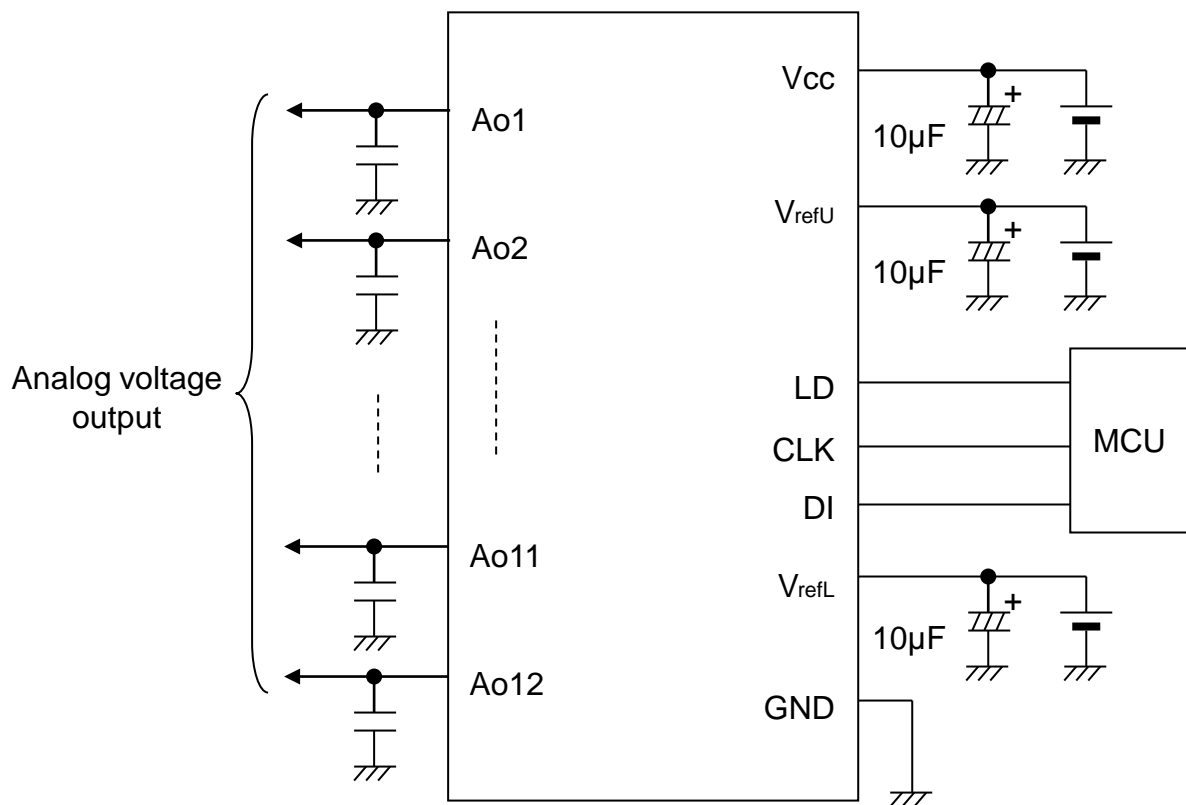 Analog voltage
output
Ao1
Ao2
Ao11
Ao12
Vcc
+
10µF
VrefU
+
10µF
LD
CLK
DI
MCU
VrefL
+
10µF
GND